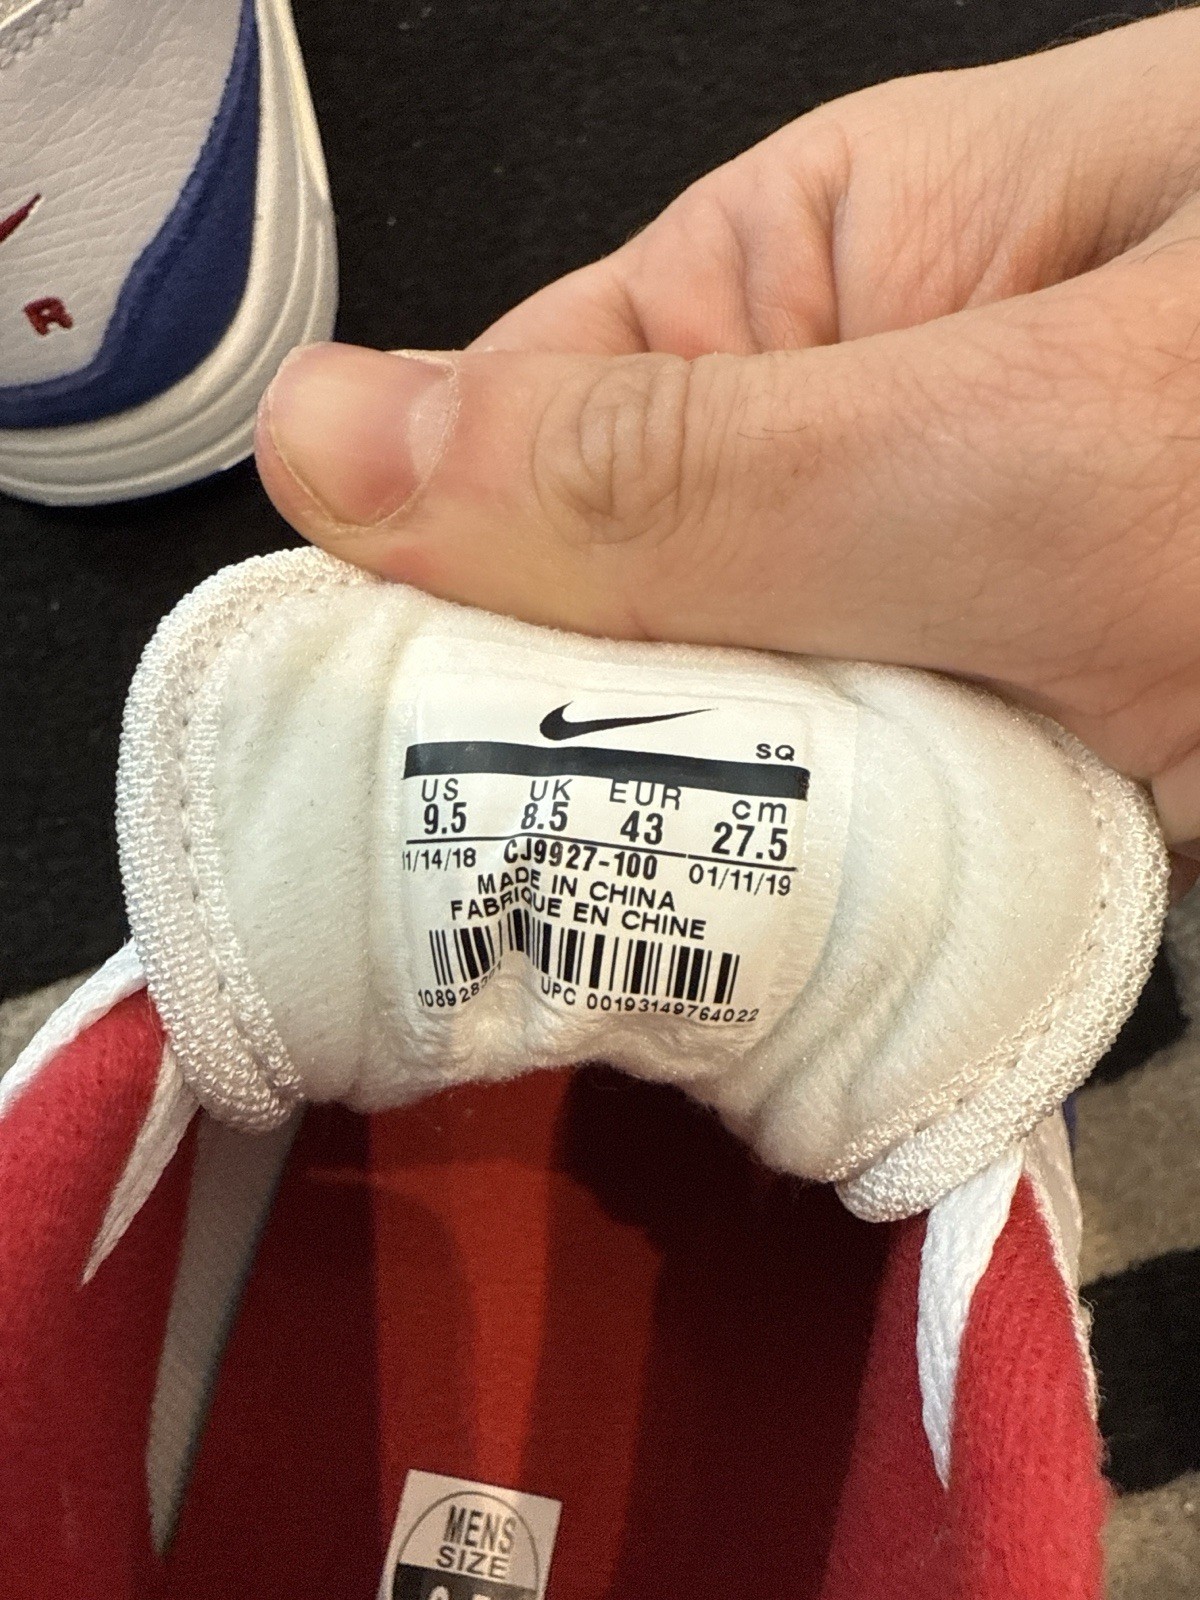 R
SQ
US UK EUR cm
9.5 8.5 43 27.5
11/14/18 CJ9927-100 01/11/19
MADE IN CHINA
FABRIQUE EN CHINE
UPC 00193149764022
MENS
SIZE